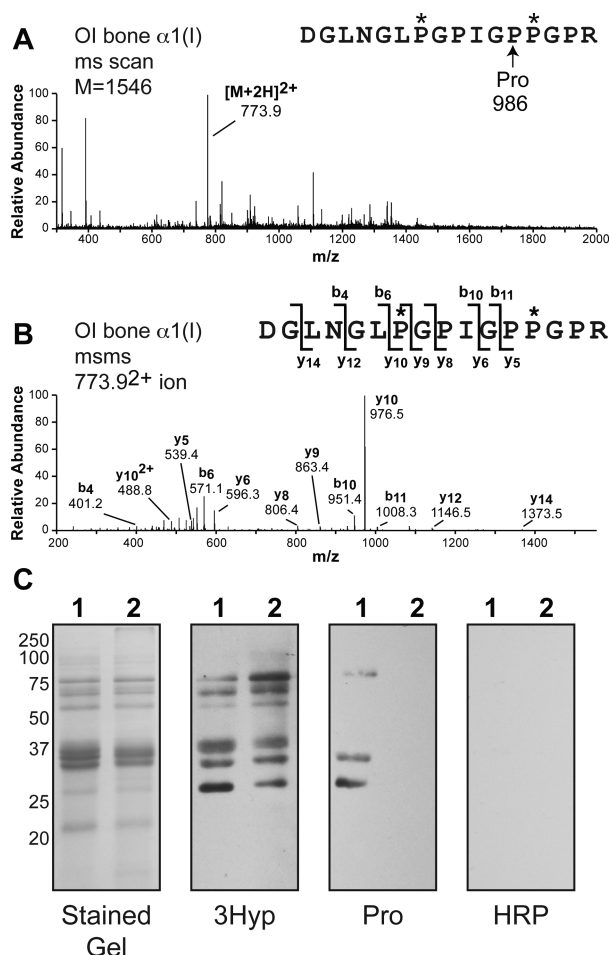 A
OI bone α1(I)
ms scan
M=1546
* *
DGLNGLPGPIGPPGPR
Pro
986
[M+2H]2+
773.9
Relative Abundance
100
80
60
40
20
0
400 600 800 1000 1200 1400 1600 1800 2000
m/z
B
OI bone α1(I)
msms
773.92+ ion
b4 b6 b10 b11
* *
DGLNGLPGPIGPPGPR
y14 y12 y10 y9 y8 y6 y5
Relative Abundance
100
80
60
40
20
0
b4
401.2
y102+
488.8
y5
539.4
b6
571.1
y6
596.3
y8
806.4
y9
863.4
b10
951.4
y10
976.5
b11
1008.3
y12
1146.5
y14
1373.5
200 400 600 800 1000 1200 1400
m/z
C
1 2 1 2 1 2 1 2
250
100
75
50
37
25
20
Stained
Gel
3Hyp
Pro
HRP